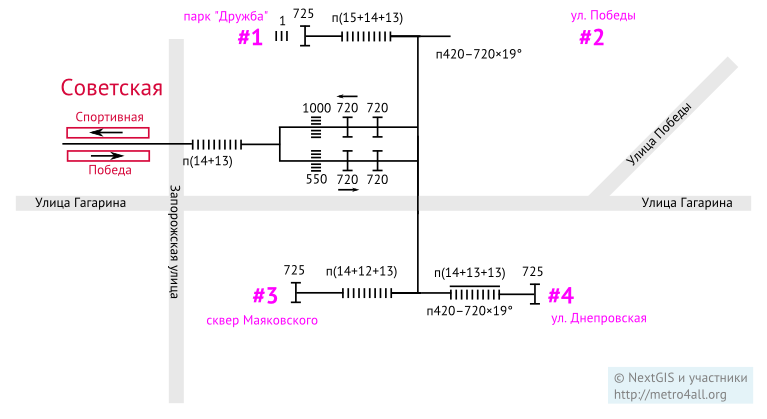 парк "Дружба"
#1
1
725
п(15+14+13)
ул. Победы
#2
п420–720×19°
Советская
Спортивная
Победа
п(14+13)
1000
720
720
550
720
720
Улица Победы
Улица Гагарина
Запорожская улица
Улица Гагарина
725
п(14+12+13)
п(14+13+13)
725
#3
#4
п420–720×19°
сквер Маяковского
ул. Днепровская
© NextGIS и участники
http://metro4all.org